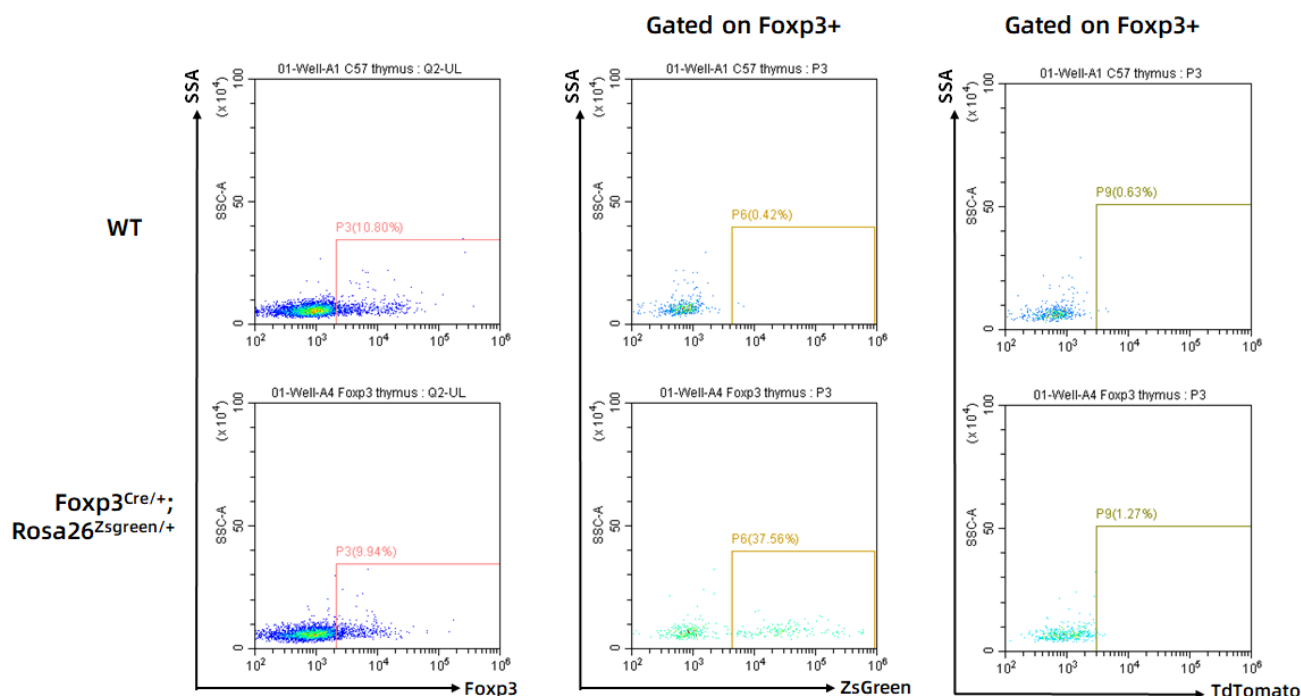 Gated on Foxp3+
Gated on Foxp3+
WT
SSA
01-Well-A1 C57 thymus : Q2-UL
100
(x10⁴)
SSC-A
50
0
P3(10.80%)
10² 10³ 10⁴ 10⁵ 10⁶
SSA
01-Well-A1 C57 thymus : P3
100
(x10⁴)
SSC-A
50
0
P6(0.42%)
10² 10³ 10⁴ 10⁵ 10⁶
SSA
01-Well-A1 C57 thymus : P3
100
(x10⁴)
SSC-A
50
0
P9(0.63%)
10² 10³ 10⁴ 10⁵ 10⁶
Foxp3Cre/+;
Rosa26Zsgreen/+
01-Well-A4 Foxp3 thymus : Q2-UL
100
(x10⁴)
SSC-A
50
0
P3(9.94%)
10² 10³ 10⁴ 10⁵ 10⁶
Foxp3
01-Well-A4 Foxp3 thymus : P3
100
(x10⁴)
SSC-A
50
0
P6(37.56%)
10² 10³ 10⁴ 10⁵ 10⁶
ZsGreen
01-Well-A4 Foxp3 thymus : P3
100
(x10⁴)
SSC-A
50
0
P9(1.27%)
10² 10³ 10⁴ 10⁵ 10⁶
TdTomato